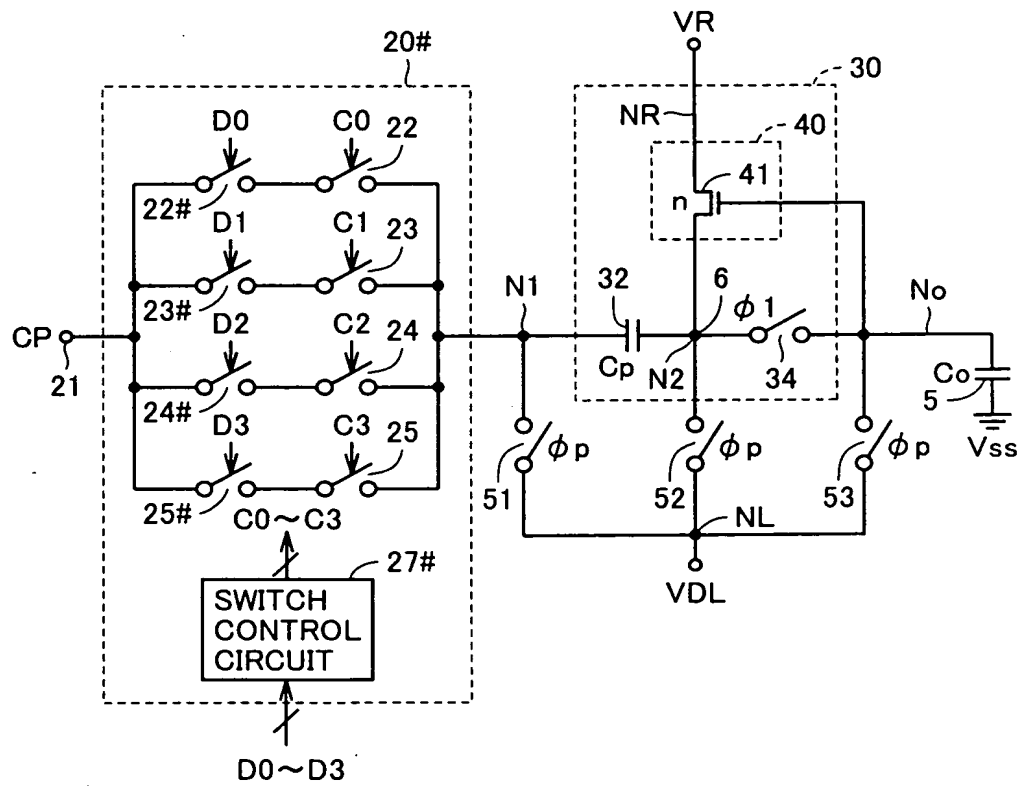 VR
20#
30
NR
40
D0
C0
22
41
n
22#
D1
C1
23
23#
32
6
φ1
No
N1
CP
21
D2
C2
24
Cp
N2
34
Co
5
24#
D3
C3
25
φp
φp
φp
Vss
25#
51
52
53
C0~C3
NL
27#
VDL
SWITCH
CONTROL
CIRCUIT
D0~D3